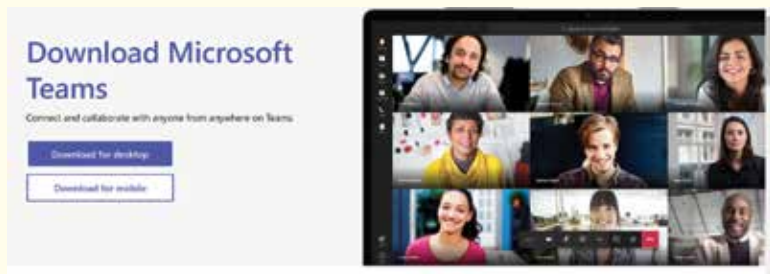 Download Microsoft
Teams
Connect and collaborate with anyone from anywhere on Teams.
Download for desktop
Download for mobile